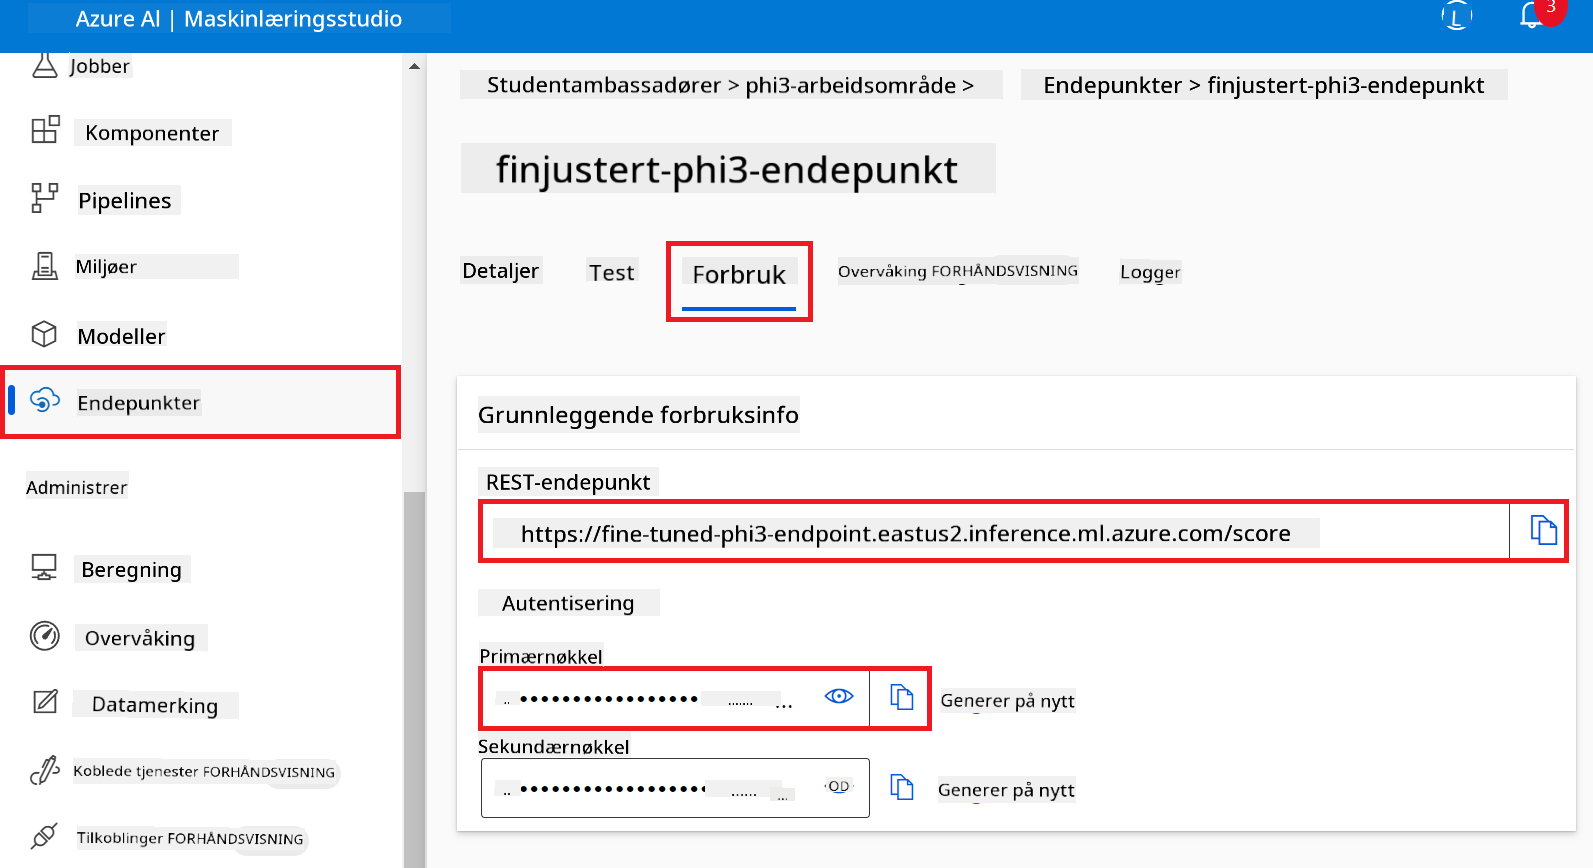 Azure AI | Maskinlæringsstudio
L
3
Jobber
Komponenter
Pipelines
Miljøer
Modeller
Endepunkter
Administrer
Beregning
Overvåking
Datamerking
Koblede tjenester FORHÅNDSVISNING
Tilkoblinger FORHÅNDSVISNING
Studentambassadører > phi3-arbeidsområde > Endepunkter > finjustert-phi3-endepunkt
finjustert-phi3-endepunkt
Detaljer Test Forbruk Overvåking FORHÅNDSVISNING Logger
Grunnleggende forbruksinfo
REST-endepunkt
https://fine-tuned-phi3-endpoint.eastus2.inference.ml.azure.com/score
Autentisering
Primærnøkkel
Generer på nytt
Sekundærnøkkel
OD
Generer på nytt